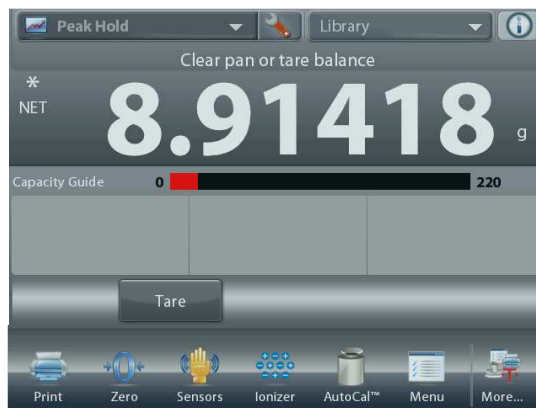 Peak Hold Library
Clear pan or tare balance
*
NET
8.91418 g
Capacity Guide 0 220
Tare
Print Zero Sensors Ionizer AutoCal™ Menu More...